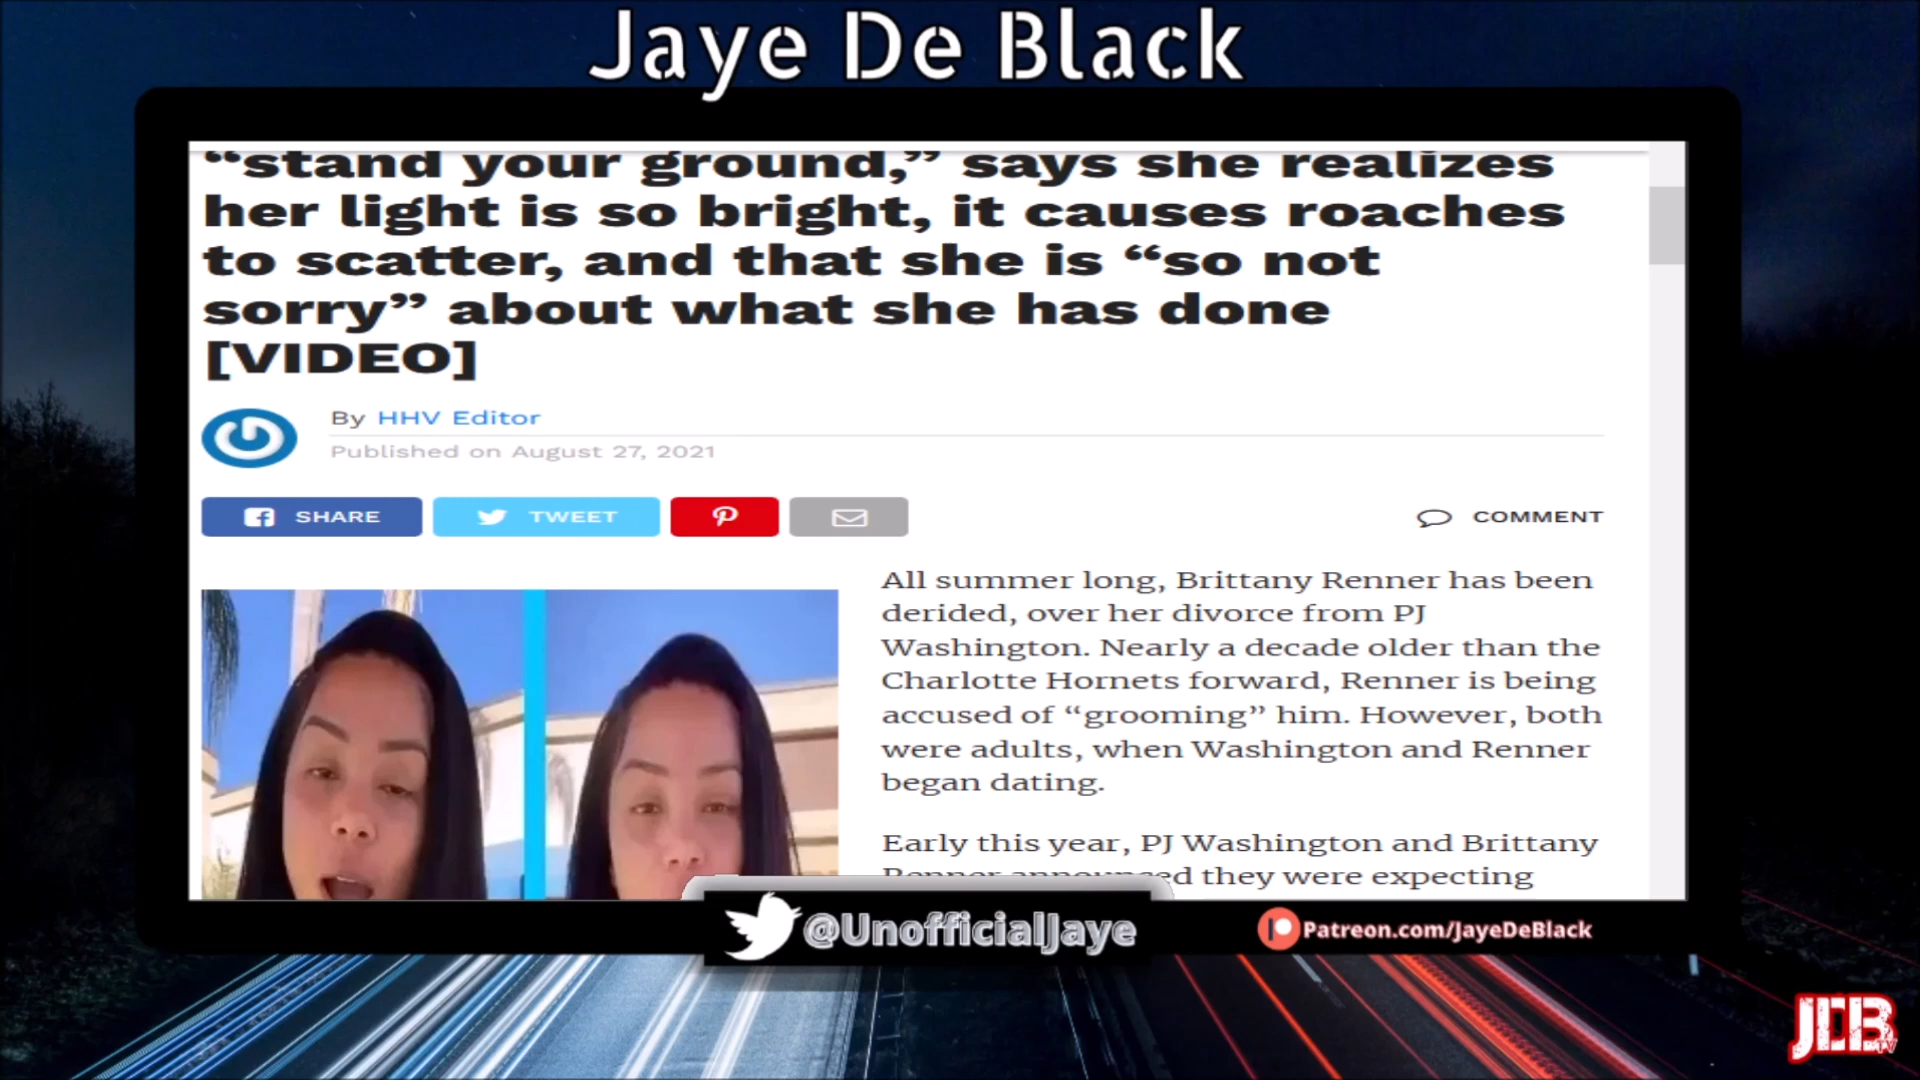 Jaye De Black
“stand your ground,” says she realizes
her light is so bright, it causes roaches
to scatter, and that she is “so not
sorry” about what she has done
[VIDEO]
By HHV Editor
Published on August 27, 2021
SHARE
TWEET
COMMENT
All summer long, Brittany Renner has been
derided, over her divorce from PJ
Washington. Nearly a decade older than the
Charlotte Hornets forward, Renner is being
accused of “grooming” him. However, both
were adults, when Washington and Renner
began dating.
Early this year, PJ Washington and Brittany
Renner announced they were expecting
@UnofficialJaye
Patreon.com/JayeDeBlack
JDB
TV